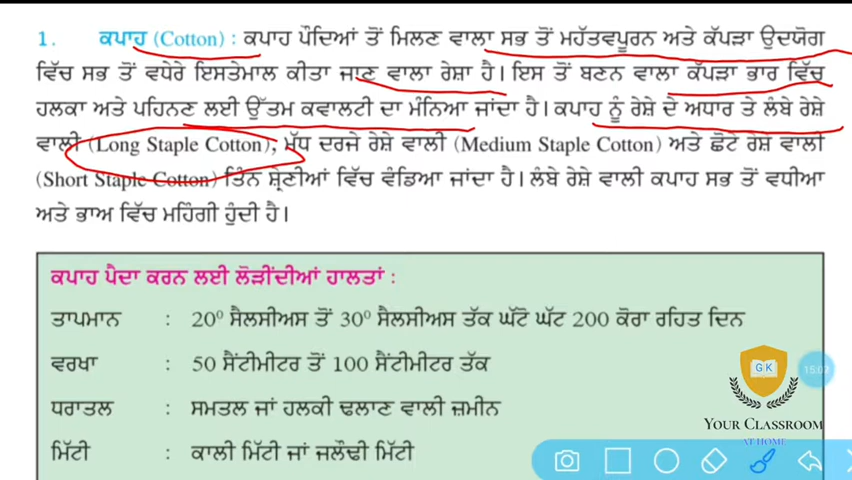 1. ਕਪਾਹ (Cotton) : ਕਪਾਹ ਪੌਦਿਆਂ ਤੋਂ ਮਿਲਣ ਵਾਲਾ ਸਭ ਤੋਂ ਮਹੱਤਵਪੂਰਨ ਅਤੇ ਕੱਪੜਾ ਉਦਯੋਗ
ਵਿੱਚ ਸਭ ਤੋਂ ਵਧੇਰੇ ਇਸਤੇਮਾਲ ਕੀਤਾ ਜਾਣ ਵਾਲਾ ਰੇਸ਼ਾ ਹੈ। ਇਸ ਤੋਂ ਬਣਨ ਵਾਲਾ ਕੱਪੜਾ ਭਾਰ ਵਿੱਚ
ਹਲਕਾ ਅਤੇ ਪਹਿਨਣ ਲਈ ਉੱਤਮ ਕਵਾਲਟੀ ਦਾ ਮੰਨਿਆ ਜਾਂਦਾ ਹੈ। ਕਪਾਹ ਨੂੰ ਰੇਸ਼ੇ ਦੇ ਅਧਾਰ ਤੇ ਲੰਬੇ ਰੇਸ਼ੇ
ਵਾਲੀ (Long Staple Cotton), ਮੱਧ ਦਰਜੇ ਰੇਸ਼ੇ ਵਾਲੀ (Medium Staple Cotton) ਅਤੇ ਛੋਟੇ ਰੇਸ਼ੇ ਵਾਲੀ
(Short Staple Cotton) ਤਿੰਨ ਸ਼੍ਰੇਣੀਆਂ ਵਿੱਚ ਵੰਡਿਆ ਜਾਂਦਾ ਹੈ। ਲੰਬੇ ਰੇਸ਼ੇ ਵਾਲੀ ਕਪਾਹ ਸਭ ਤੋਂ ਵਧੀਆ
ਅਤੇ ਭਾਅ ਵਿੱਚ ਮਹਿੰਗੀ ਹੁੰਦੀ ਹੈ।
ਕਪਾਹ ਪੈਦਾ ਕਰਨ ਲਈ ਲੋੜੀਂਦੀਆਂ ਹਾਲਤਾਂ :
ਤਾਪਮਾਨ : 20⁰ ਸੈਲਸੀਅਸ ਤੋਂ 30⁰ ਸੈਲਸੀਅਸ ਤੱਕ ਘੱਟੋ ਘੱਟ 200 ਕੋਰਾ ਰਹਿਤ ਦਿਨ
ਵਰਖਾ : 50 ਸੈਂਟੀਮੀਟਰ ਤੋਂ 100 ਸੈਂਟੀਮੀਟਰ ਤੱਕ
ਧਰਾਤਲ : ਸਮਤਲ ਜਾਂ ਹਲਕੀ ਢਲਾਣ ਵਾਲੀ ਜ਼ਮੀਨ
ਮਿੱਟੀ : ਕਾਲੀ ਮਿੱਟੀ ਜਾਂ ਜਲੌਢੀ ਮਿੱਟੀ
GK
YOUR CLASSROOM
AT HOME